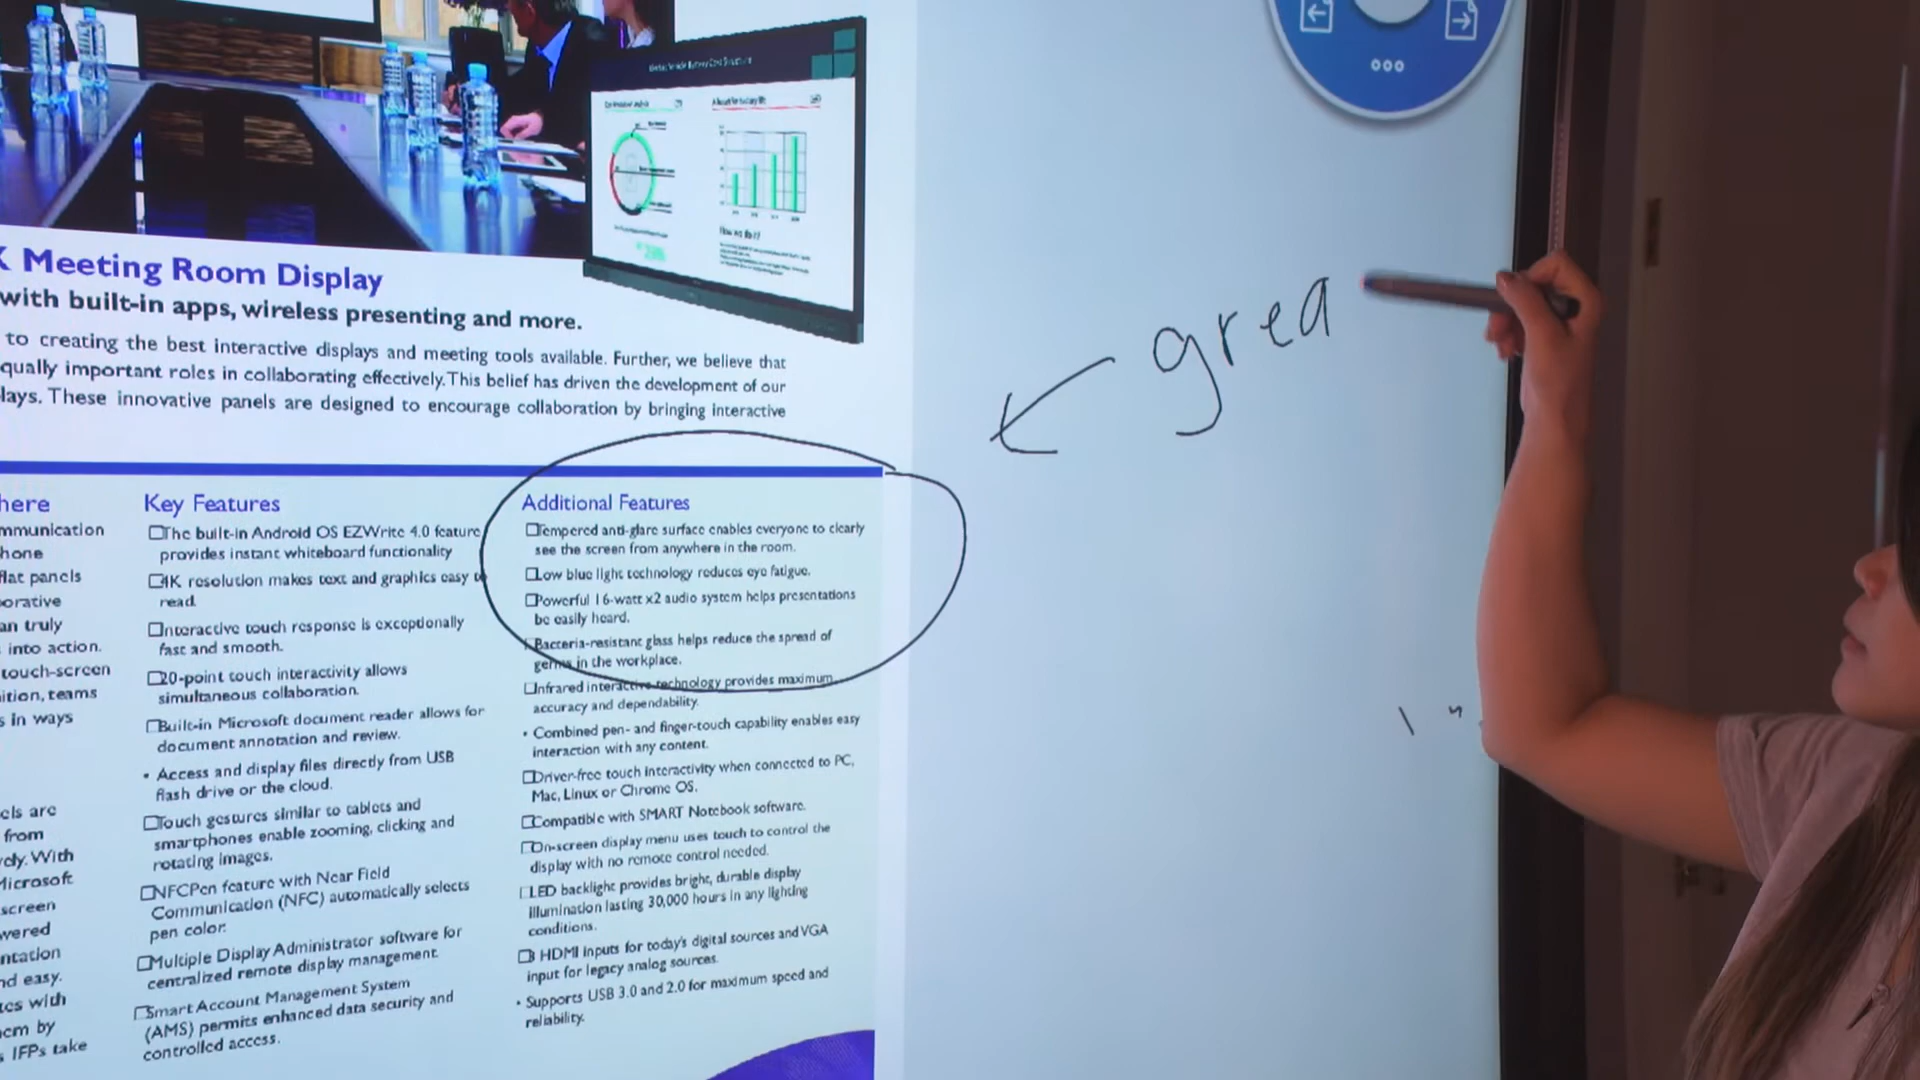 Meeting Room Display
with built-in apps, wireless presenting and more.
to creating the best interactive displays and meeting tools available. Further, we believe that
qually important roles in collaborating effectively. This belief has driven the development of our
lays. These innovative panels are designed to encourage collaboration by bringing interactive
grea
here
mmunication
hone
flat panels
orative
an truly
into action.
touch-screen
ition, teams
s in ways
els are
from
ely. With
Microsoft
screen
wered
ntation
nd easy.
tes with
em by
IFPs take
Key Features
The built-in Android OS EZWrite 4.0 feature
provides instant whiteboard functionality
4K resolution makes text and graphics easy to
read.
Interactive touch response is exceptionally
fast and smooth.
20-point touch interactivity allows
simultaneous collaboration.
Built-in Microsoft document reader allows for
document annotation and review.
• Access and display files directly from USB
flash drive or the cloud.
Touch gestures similar to tablets and
smartphones enable zooming, clicking and
rotating images.
NFCPen feature with Near Field
Communication (NFC) automatically selects
pen color.
Multiple Display Administrator software for
centralized remote display management.
Smart Account Management System
(AMS) permits enhanced data security and
controlled access.
Additional Features
Tempered anti-glare surface enables everyone to clearly
see the screen from anywhere in the room.
Low blue light technology reduces eye fatigue.
Powerful 16-watt x2 audio system helps presentations
be easily heard.
Bacteria-resistant glass helps reduce the spread of
germs in the workplace.
Infrared interactive technology provides maximum
accuracy and dependability.
• Combined pen- and finger-touch capability enables easy
interaction with any content.
Driver-free touch interactivity when connected to PC,
Mac, Linux or Chrome OS.
Compatible with SMART Notebook software.
On-screen display menu uses touch to control the
display with no remote control needed.
LED backlight provides bright, durable display
illumination lasting 30,000 hours in any lighting
conditions.
3 HDMI inputs for today's digital sources and VGA
input for legacy analog sources.
• Supports USB 3.0 and 2.0 for maximum speed and
reliability.